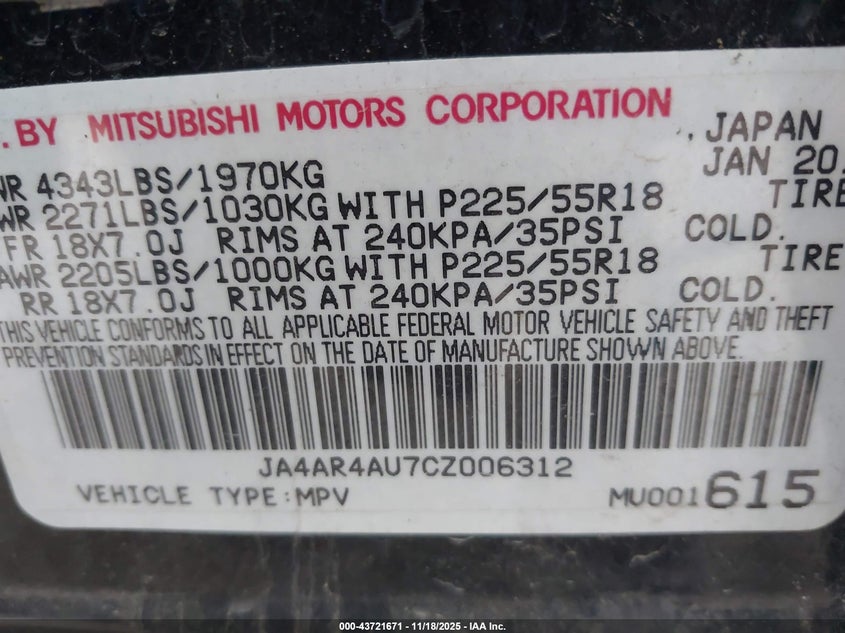 . BY MITSUBISHI MOTORS CORPORATION
, JAPAN
JAN 20
WR 4343LBS/1970KG
WR 2271LBS/1030KG WITH P225/55R18 TIRE
FR 18X7.0J RIMS AT 240KPA/35PSI COLD.
AWR 2205LBS/1000KG WITH P225/55R18 TIRE
RR 18X7.0J RIMS AT 240KPA/35PSI COLD.
THIS VEHICLE CONFORMS TO ALL APPLICABLE FEDERAL MOTOR VEHICLE SAFETY AND THEFT
PREVENTION STANDARDS IN EFFECT ON THE DATE OF MANUFACTURE SHOWN ABOVE.
JA4AR4AU7CZ006312
VEHICLE TYPE:MPV MU001615
000-43721671 | 11/18/2025 - IAA Inc.